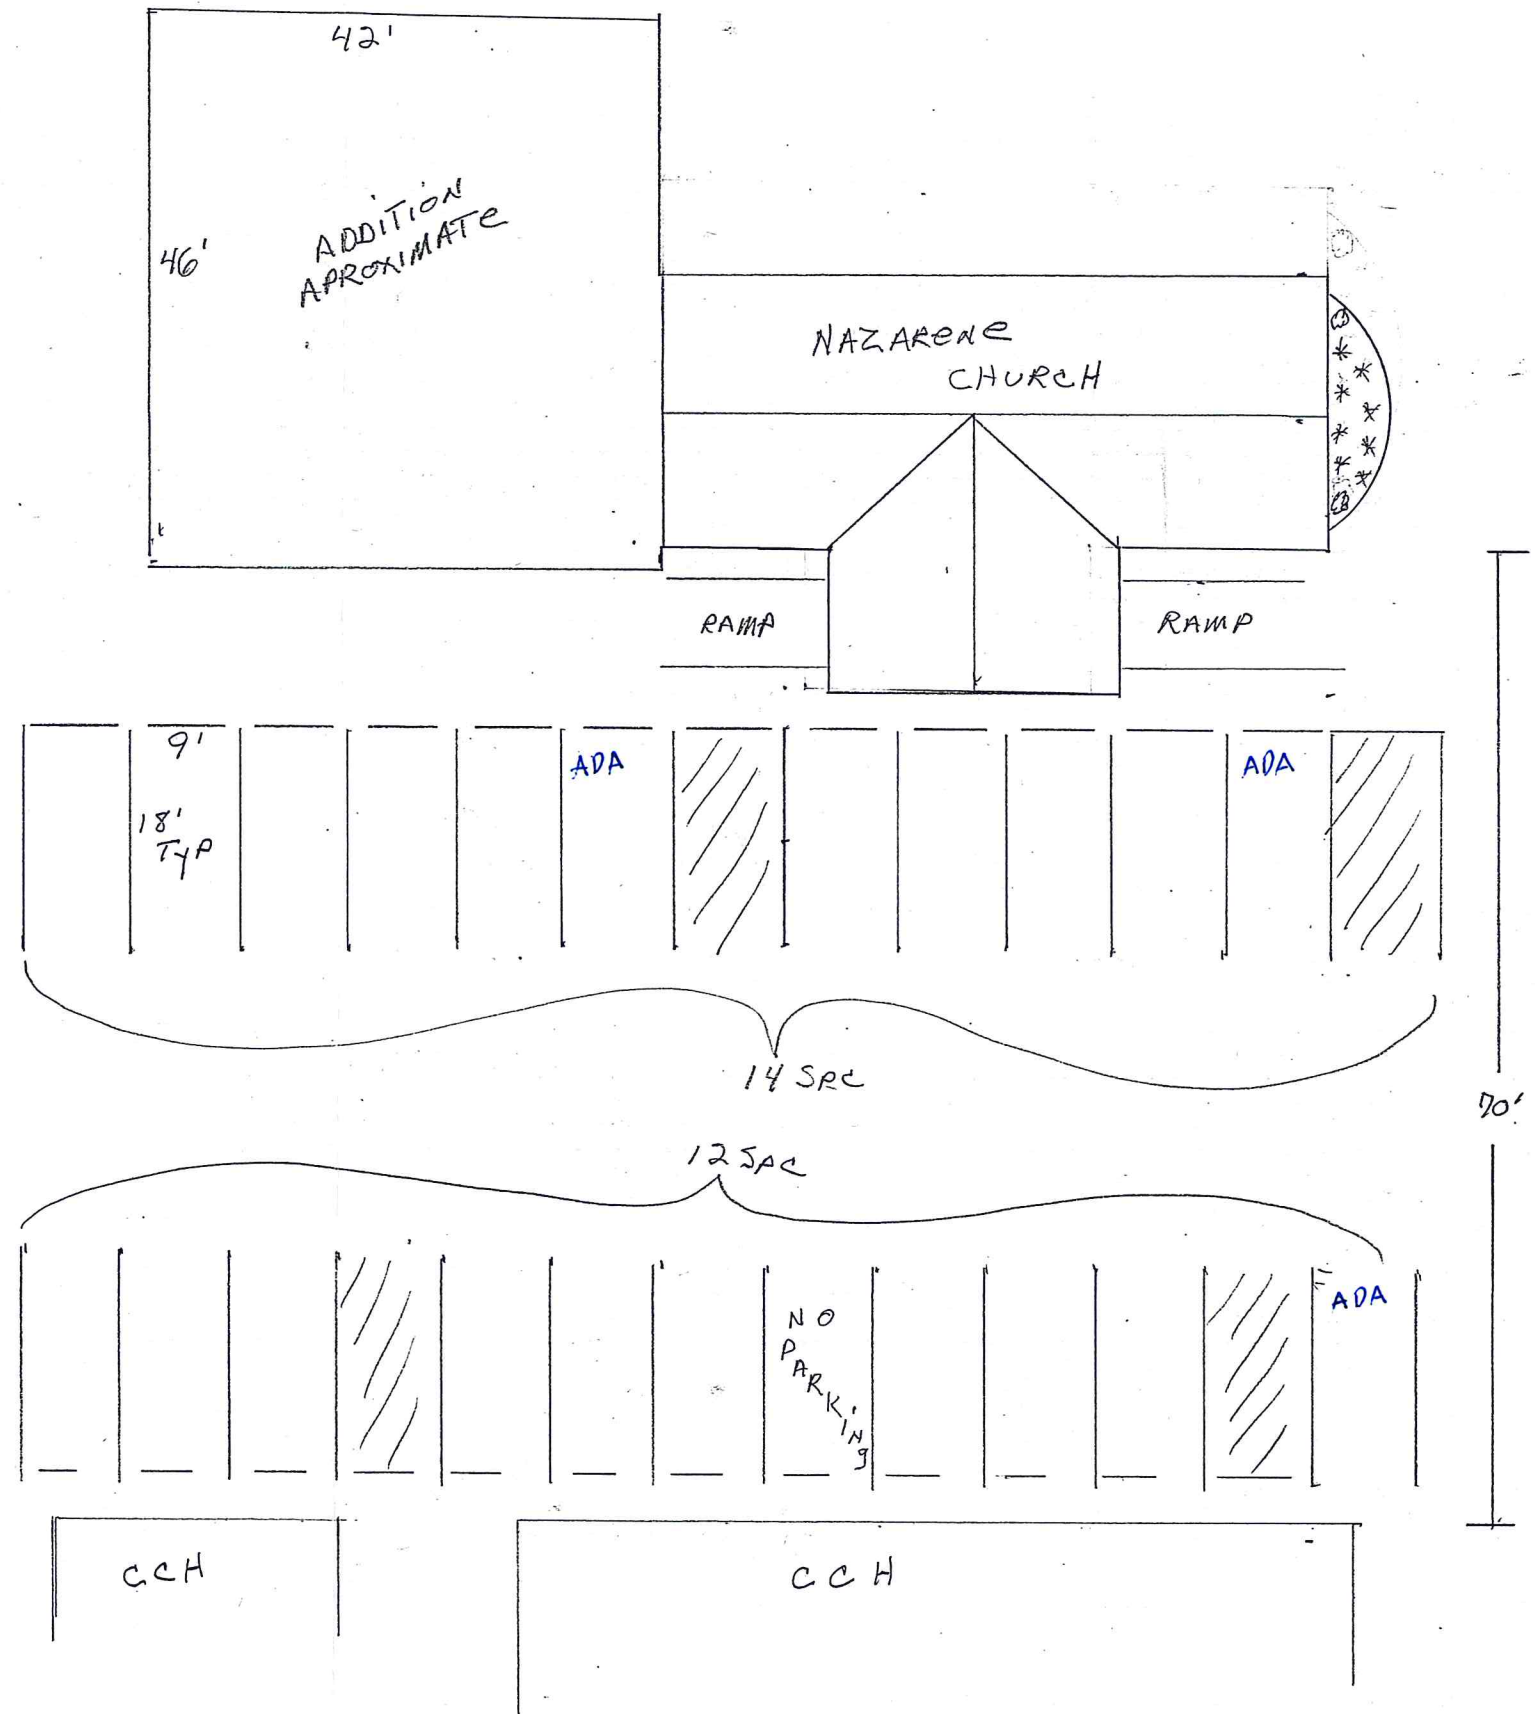 42'
46'
ADDITION
APROXIMATE
NAZARENE
CHURCH
RAMP
RAMP
9'
18'
TYP
ADA
ADA
14 SPC
70'
12 SPC
NO
PARKING
ADA
CCH
CCH